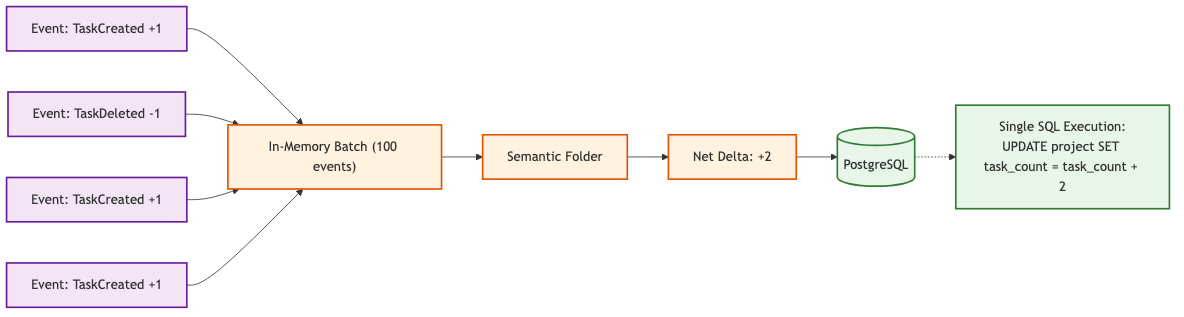 Event: TaskCreated +1
Event: TaskDeleted -1
Event: TaskCreated +1
Event: TaskCreated +1
In-Memory Batch (100
events)
Semantic Folder
Net Delta: +2
PostgreSQL
Single SQL Execution:
UPDATE project SET
task_count = task_count +
2